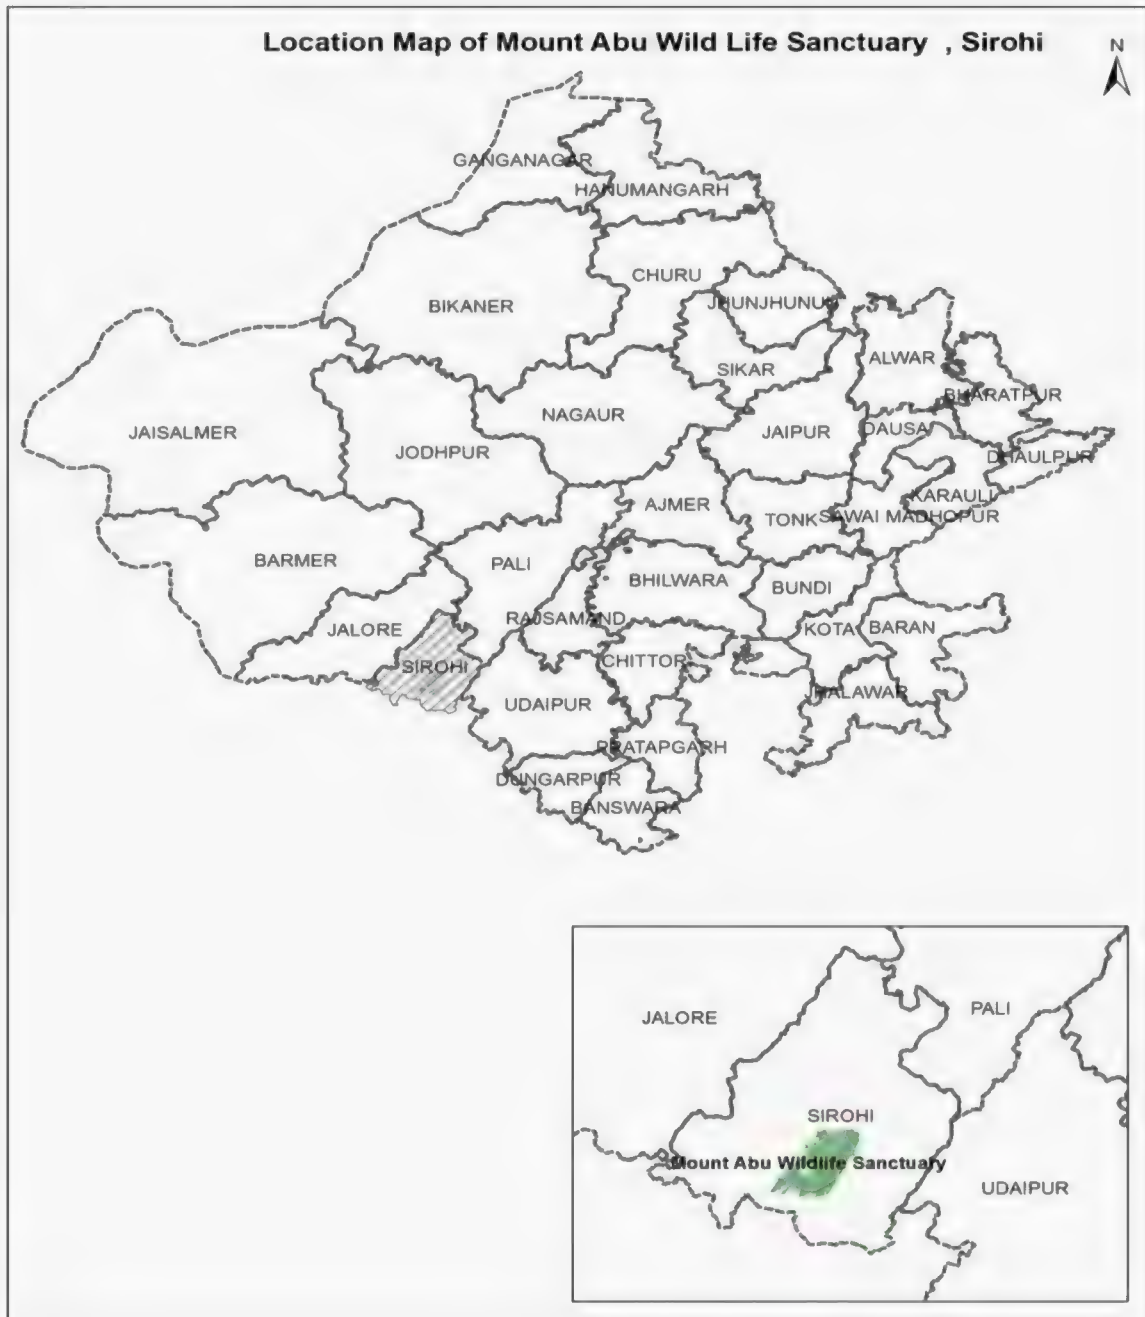 Location Map of Mount Abu Wild Life Sanctuary , Sirohi
N
GANGANAGAR
HANUMANGARH
CHURU
JHUNJHUNUN
BIKANER
SIKAR
ALWAR
BHARATPUR
NAGAUR
JAISALMER
JAIPUR
DAUSA
JODHPUR
DHAULPUR
KARAULI
AJMER
TONK
SAWAI MADHOPUR
BARMER
PALI
BHILWARA
BUNDI
RAJSAMAND
JALORE
KOTA
BARAN
SIROHI
CHITTOR
JHALAWAR
UDAIPUR
PRATAPGARH
DUNGARPUR
BANSWARA
JALORE
PALI
SIROHI
Mount Abu Wildlife Sanctuary
UDAIPUR